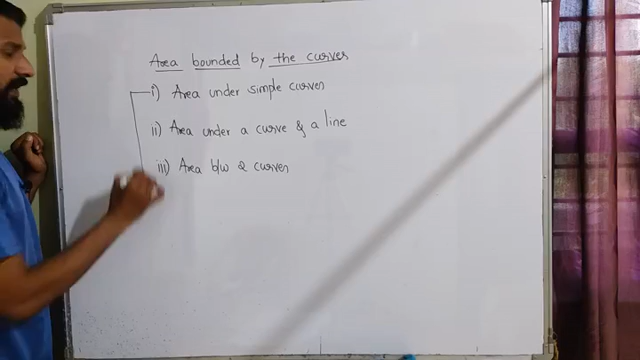 Area bounded by the curves
i) Area under simple curves
ii) Area under a curve & a line
iii) Area b/w 2 curves